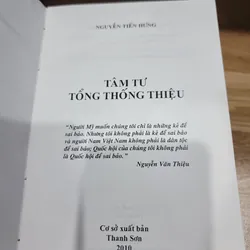 NGUYỄN TIẾN HƯNG
TÂM TƯ
TỔNG THỐNG THIỆU
"Người Mỹ muốn chúng tôi chỉ là những kẻ để
sai bảo. Nhưng tôi không phải là kẻ để sai bảo
và người Nam Việt Nam không phải là dân tộc
để sai bảo; Quốc hội của chúng tôi không phải
là Quốc hội để sai bảo."
Nguyễn Văn Thiệu
Cơ sở xuất bản
Thanh Sơn
2010